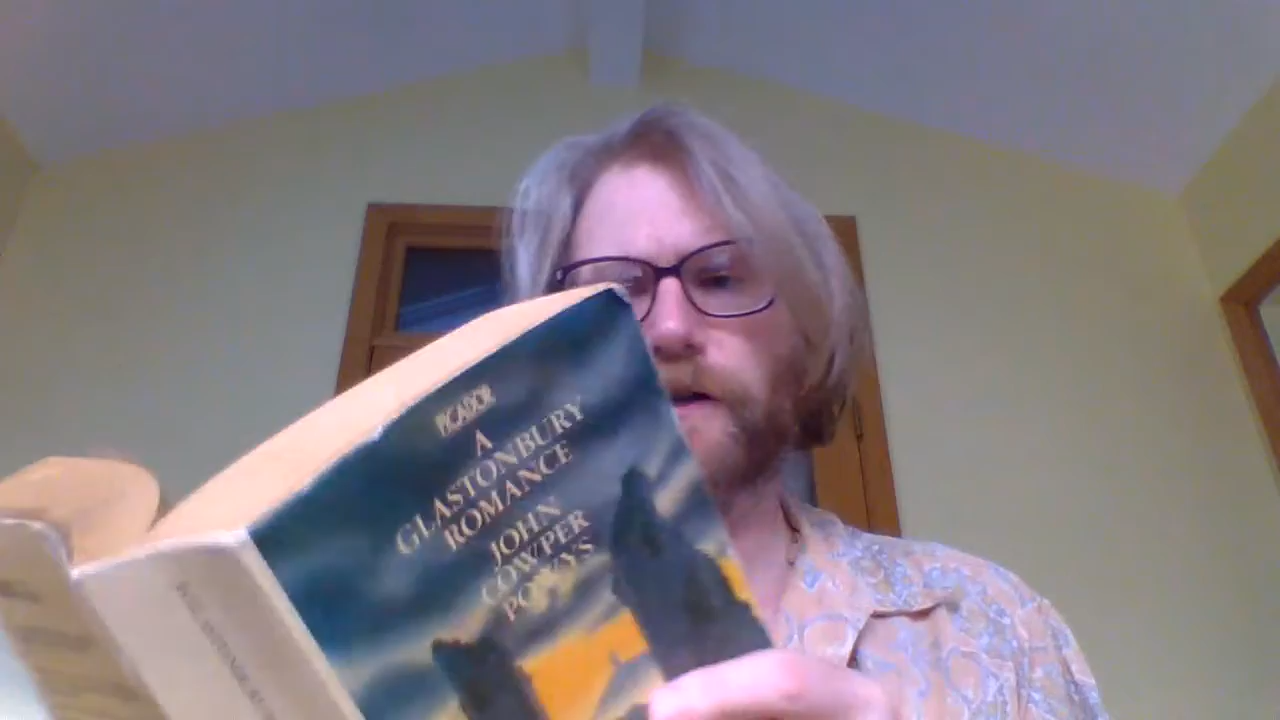 PICADOR
A
GLASTONBURY
ROMANCE
JOHN
COWPER
POWYS